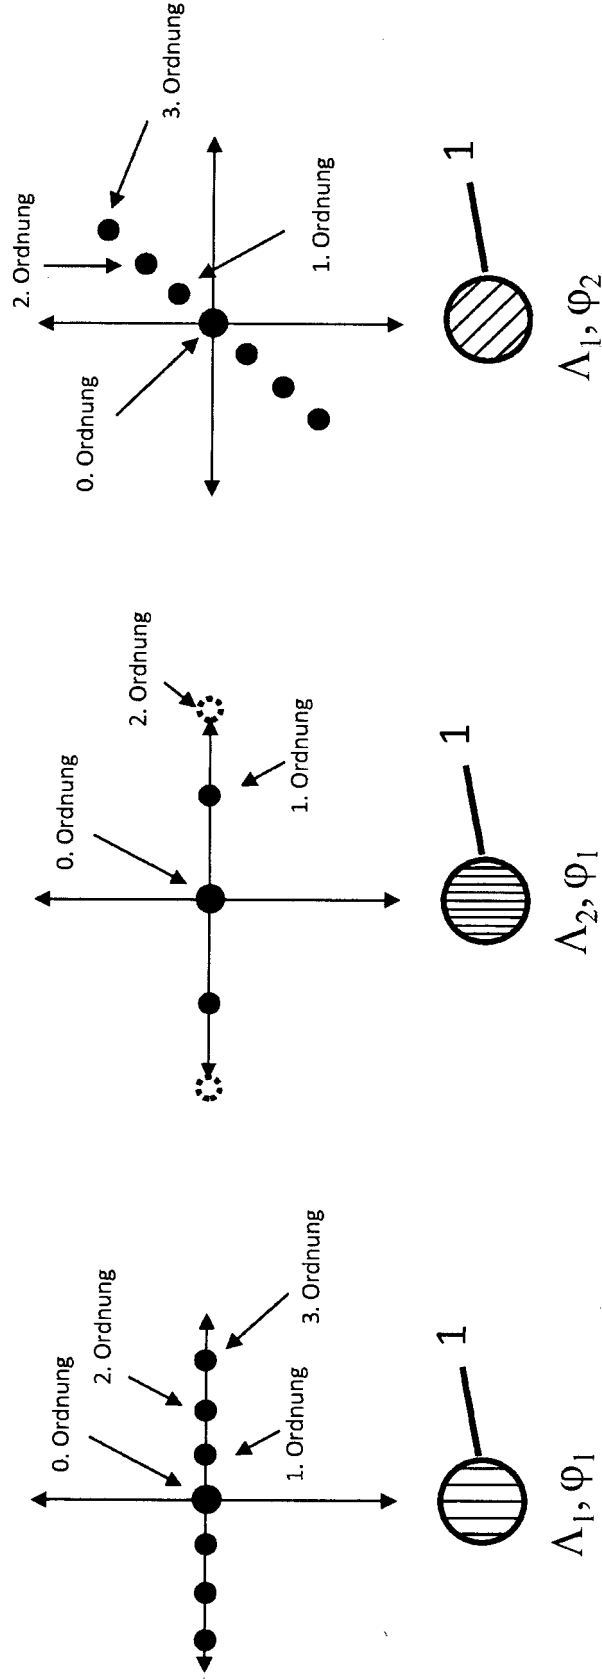 0. Ordnung
2. Ordnung
1. Ordnung
3. Ordnung
1
Λ₁, φ₁
0. Ordnung
2. Ordnung
1. Ordnung
1
Λ₂, φ₁
0. Ordnung
2. Ordnung
3. Ordnung
1. Ordnung
1
Λ₁, φ₂